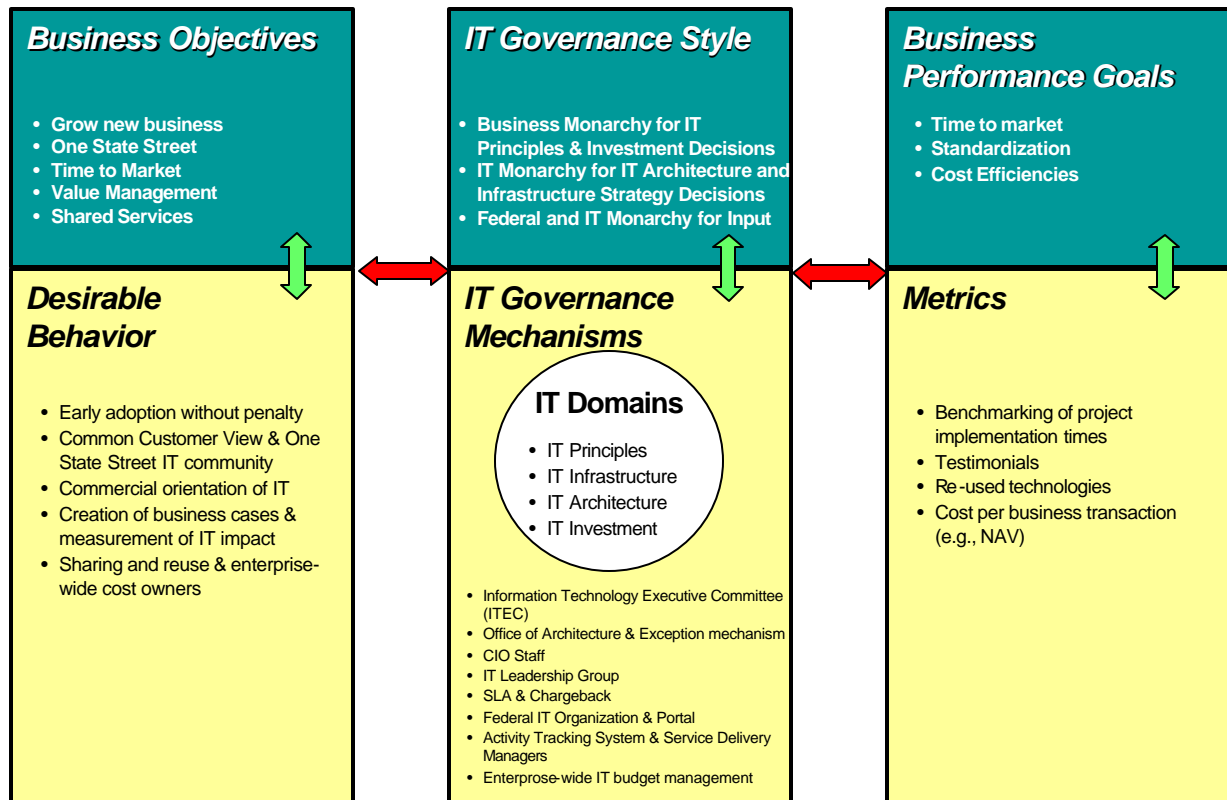 Business Objectives
• Grow new business
• One State Street
• Time to Market
• Value Management
• Shared Services
Desirable
Behavior
• Early adoption without penalty
• Common Customer View & One
State Street IT community
• Commercial orientation of IT
• Creation of business cases &
measurement of IT impact
• Sharing and reuse & enterprise-
wide cost owners
IT Governance Style
• Business Monarchy for IT
Principles & Investment Decisions
• IT Monarchy for IT Architecture and
Infrastructure Strategy Decisions
• Federal and IT Monarchy for Input
IT Governance
Mechanisms
IT Domains
• IT Principles
• IT Infrastructure
• IT Architecture
• IT Investment
• Information Technology Executive Committee
(ITEC)
• Office of Architecture & Exception mechanism
• CIO Staff
• IT Leadership Group
• SLA & Chargeback
• Federal IT Organization & Portal
• Activity Tracking System & Service Delivery
Managers
• Enterprose-wide IT budget management
Business
Performance Goals
• Time to market
• Standardization
• Cost Efficiencies
Metrics
• Benchmarking of project
implementation times
• Testimonials
• Re-used technologies
• Cost per business transaction
(e.g., NAV)